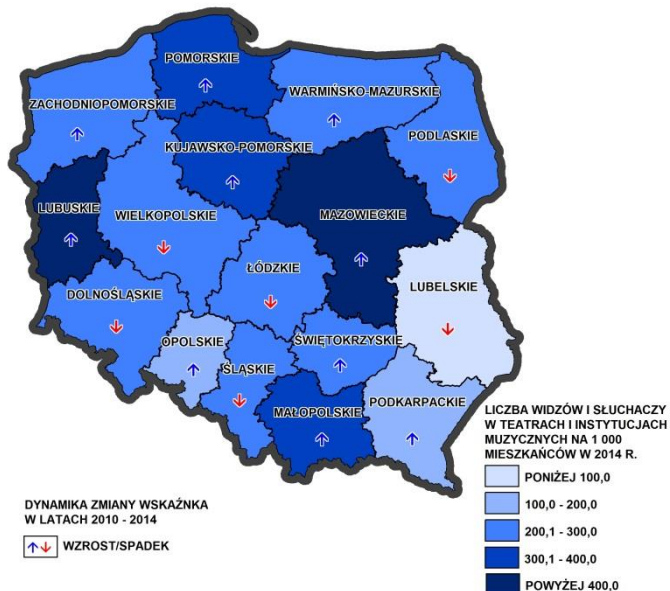 POMORSKIE
ZACHODNIOPOMORSKIE
WARMIŃSKO-MAZURSKIE
PODLASKIE
KUJAWSKO-POMORSKIE
LUBUSKIE
WIELKOPOLSKIE
MAZOWIECKIE
ŁÓDZKIE
LUBELSKIE
DOLNOŚLĄSKIE
OPOLSKIE
ŚWIĘTOKRZYSKIE
ŚLĄSKIE
MAŁOPOLSKIE
PODKARPACKIE
LICZBA WIDZÓW I SŁUCHACZY
W TEATRACH I INSTYTUCJACH
MUZYCZNYCH NA 1 000
MIESZKAŃCÓW W 2014 R.
PONIŻEJ 100,0
100,0 - 200,0
200,1 - 300,0
300,1 - 400,0
POWYŻEJ 400,0
DYNAMIKA ZMIANY WSKAŹNKA
W LATACH 2010 - 2014
WZROST/SPADEK